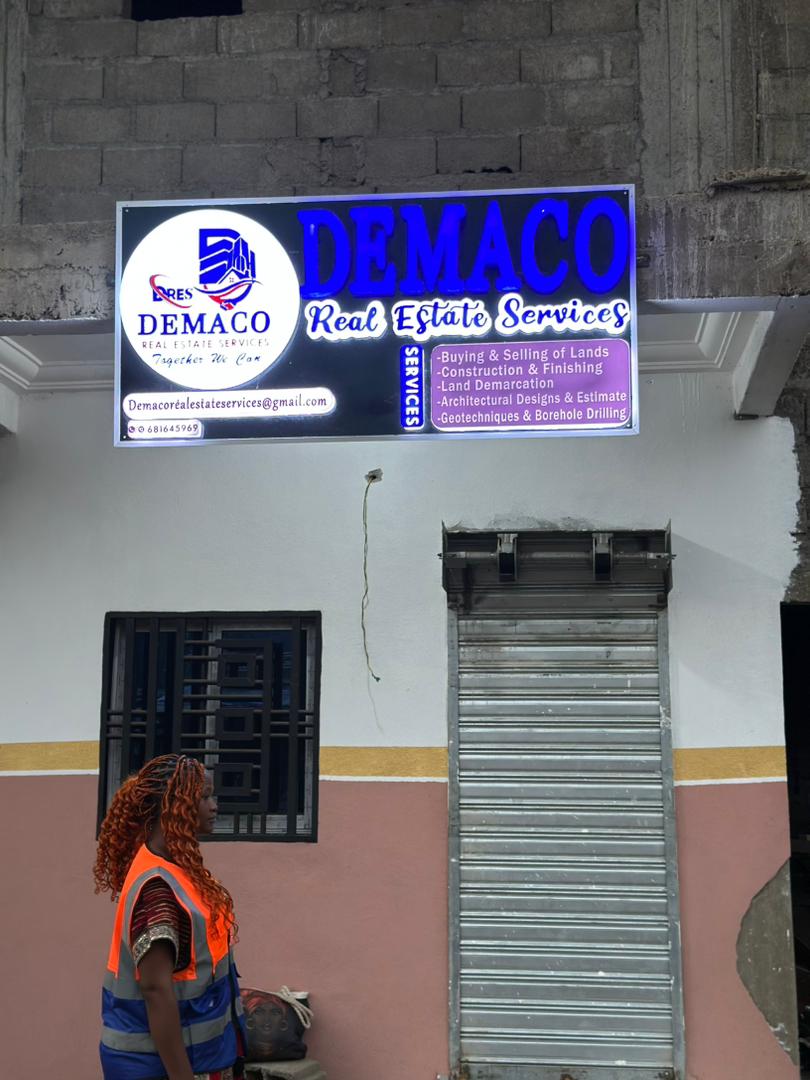 DRES
DEMACO
REAL ESTATE SERVICES
Together We Can
Demacorealestateservices@gmail.com
681645969
DEMACO
Real Estate Services
SERVICES
-Buying & Selling of Lands
-Construction & Finishing
-Land Demarcation
-Architectural Designs & Estimate
-Geotechniques & Borehole Drilling